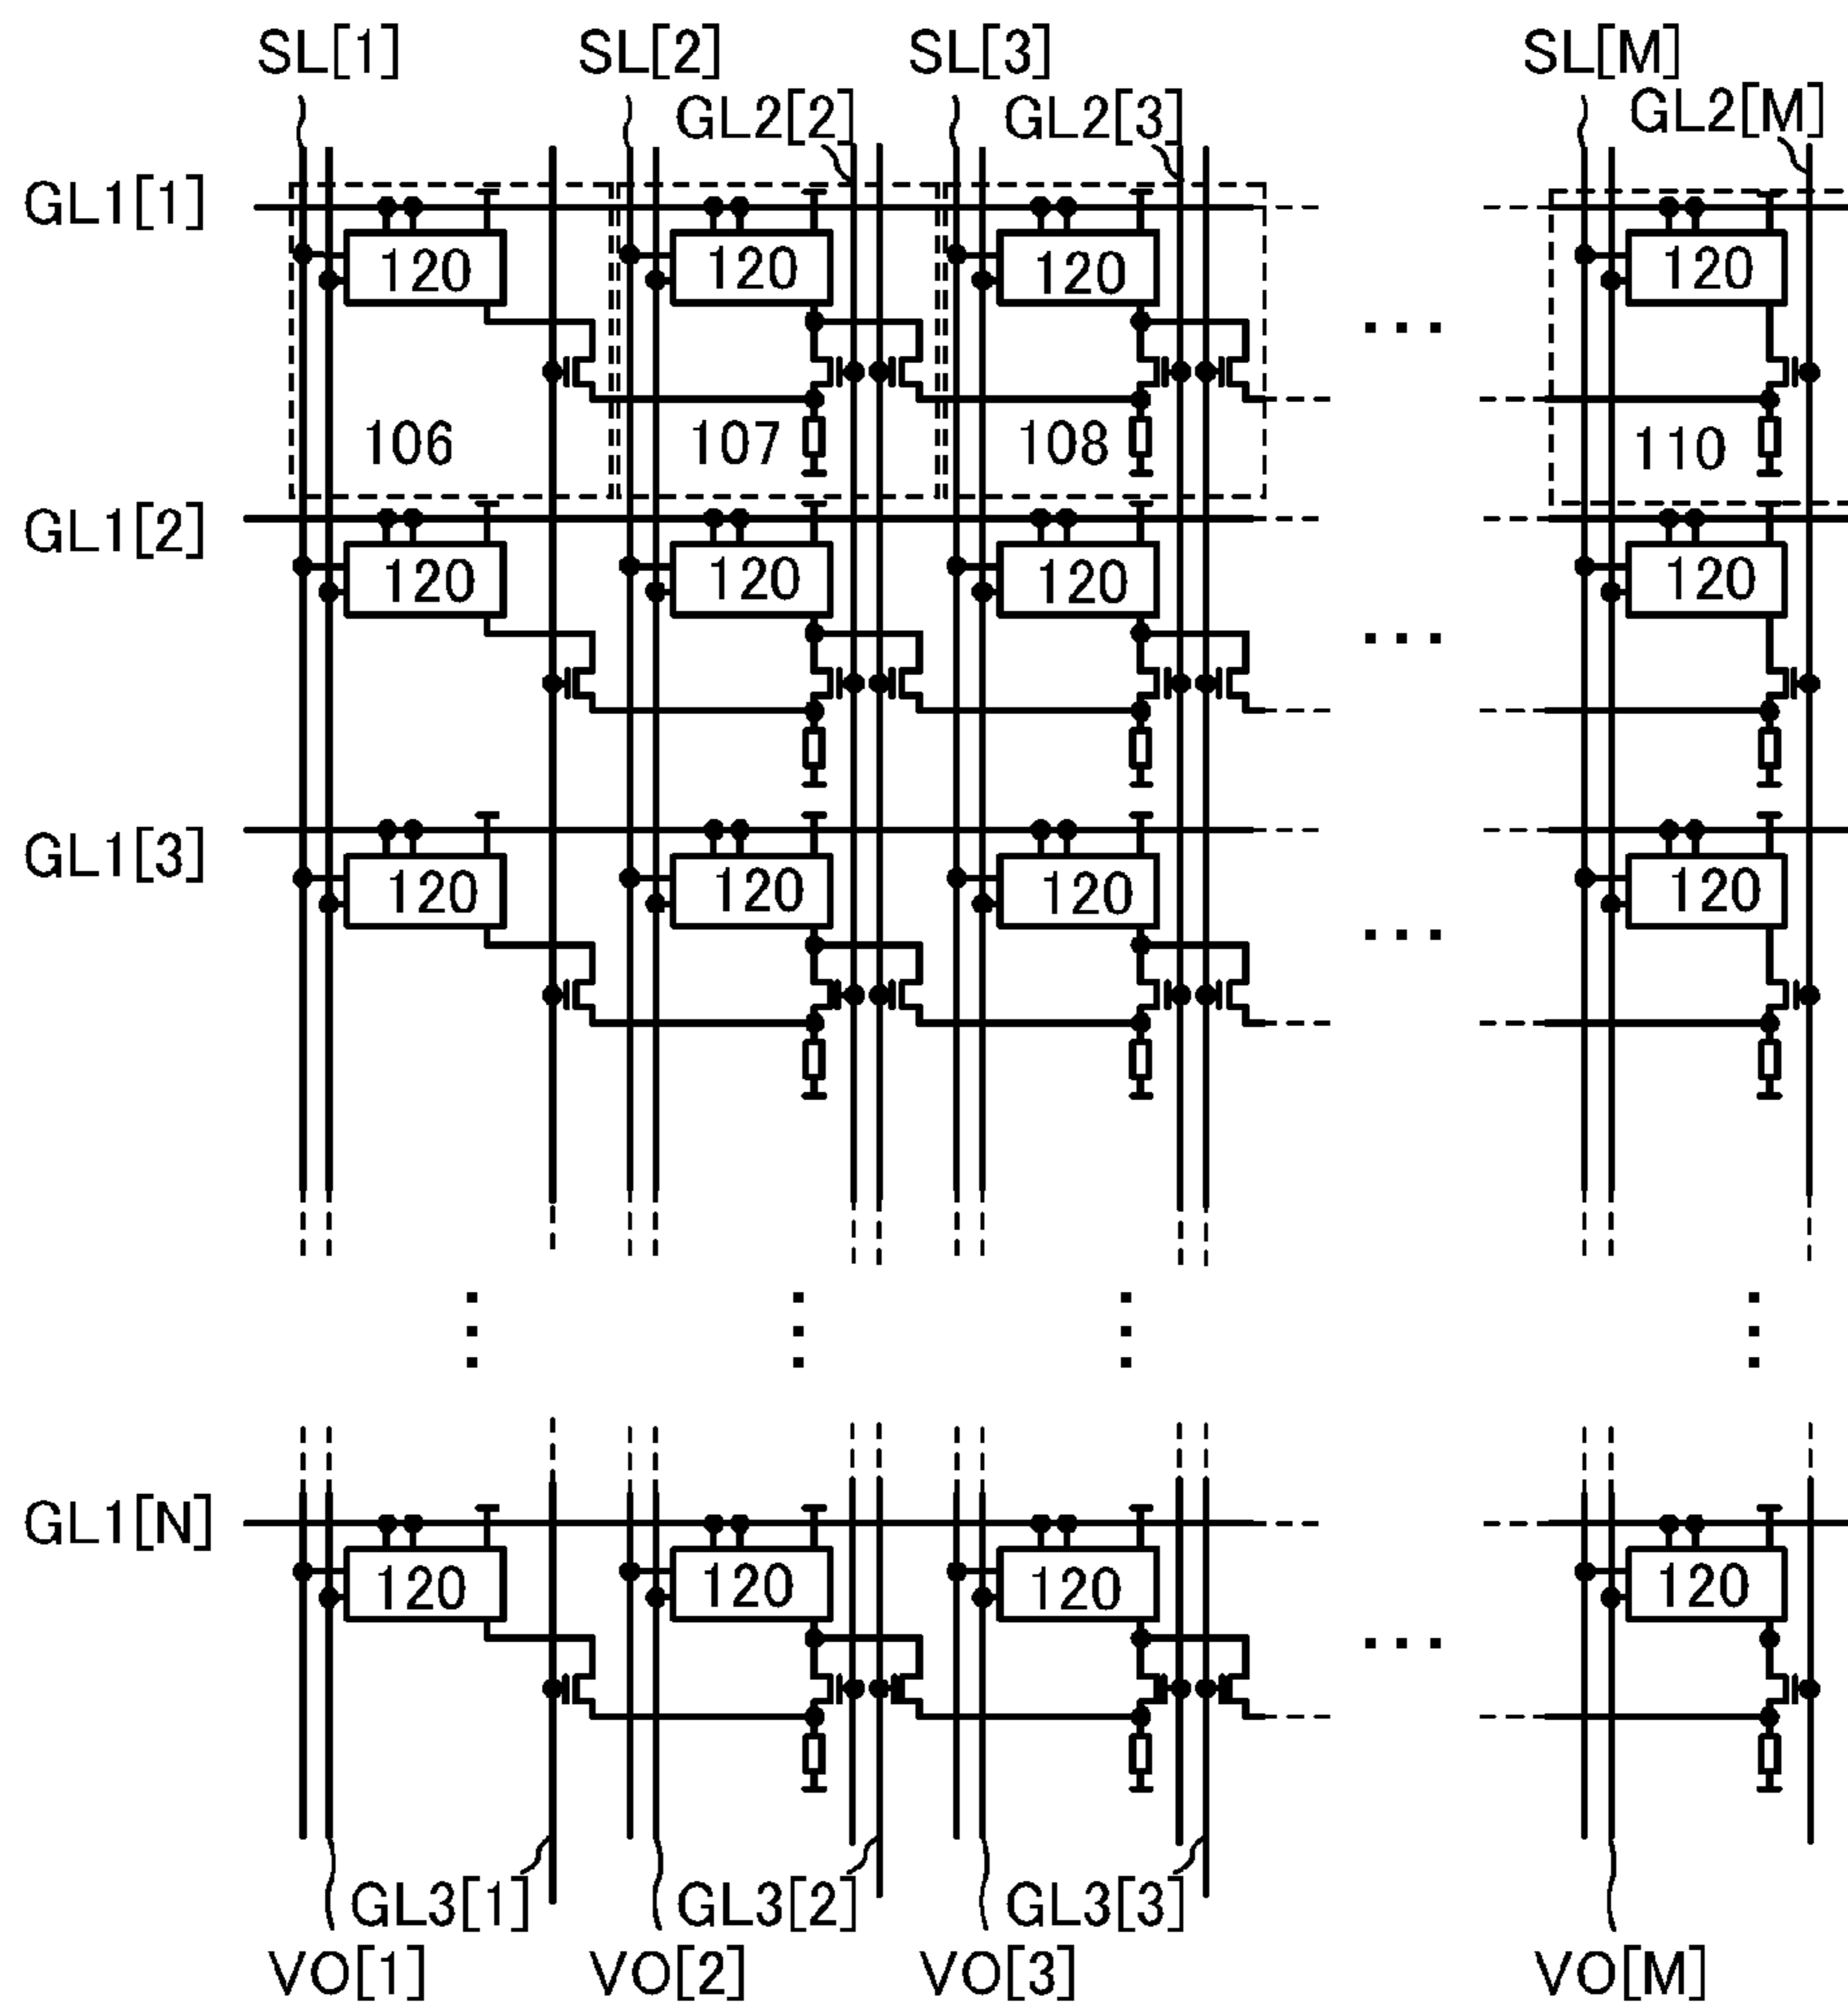 SL[1] SL[2] SL[3] SL[M]
GL2[2] GL2[3] GL2[M]
GL1[1]
120 120 120 120
106 107 108 110
GL1[2]
120 120 120 120
GL1[3]
120 120 120 120
GL1[N]
120 120 120 120
GL3[1] GL3[2] GL3[3]
VO[1] VO[2] VO[3] VO[M]